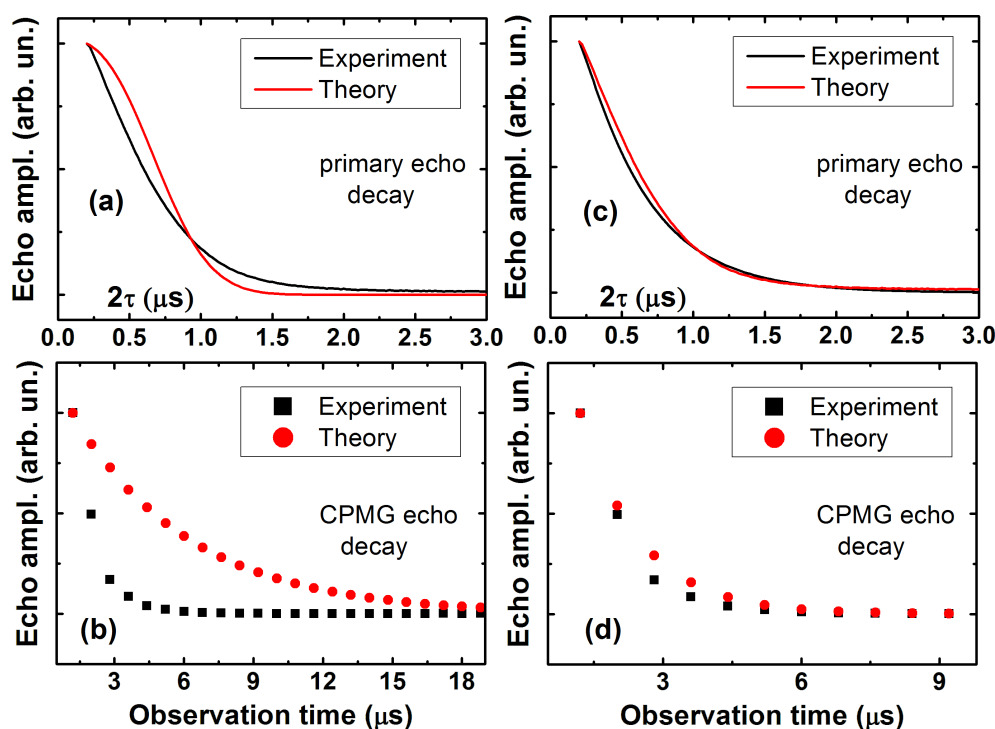 Echo ampl. (arb. un.)
Experiment
Theory
primary echo
decay
(a)
2τ (μs)
0.0 0.5 1.0 1.5 2.0 2.5 3.0
Echo ampl. (arb. un.)
Experiment
Theory
primary echo
decay
(c)
2τ (μs)
0.0 0.5 1.0 1.5 2.0 2.5 3.0
Echo ampl. (arb. un.)
Experiment
Theory
CPMG echo
decay
(b)
3 6 9 12 15 18
Observation time (μs)
Echo ampl. (arb. un.)
Experiment
Theory
CPMG echo
decay
(d)
3 6 9
Observation time (μs)